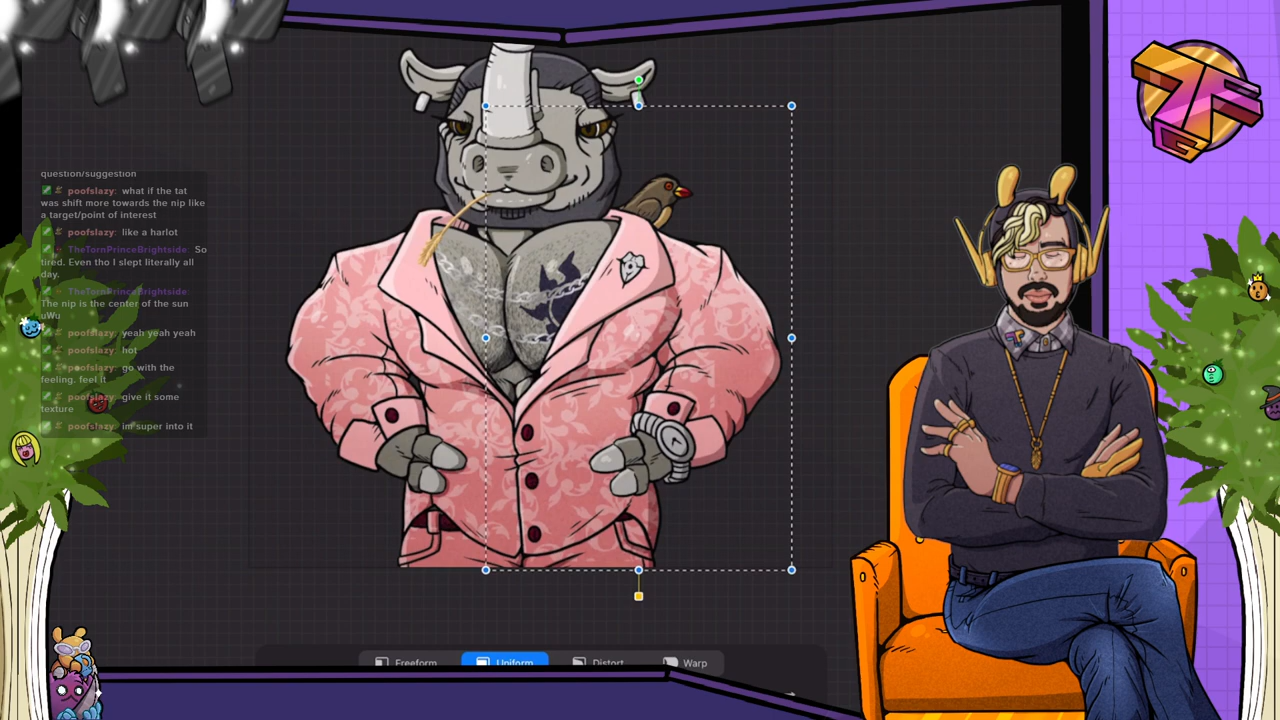 question/suggestion
poofslazy: what if the tat
was shift more towards the nip like
a target/point of interest
poofslazy: like a harlot
TheTornPrinceBrightside: So
tired. Even tho I slept literally all
day.
TheTornPrinceBrightside:
The nip is the center of the sun
uWu
poofslazy: yeah yeah yeah
poofslazy: hot
poofslazy: go with the
feeling. feel it
poofslazy: give it some
texture
poofslazy: im super into it
Freeform
Uniform
Distort
Warp